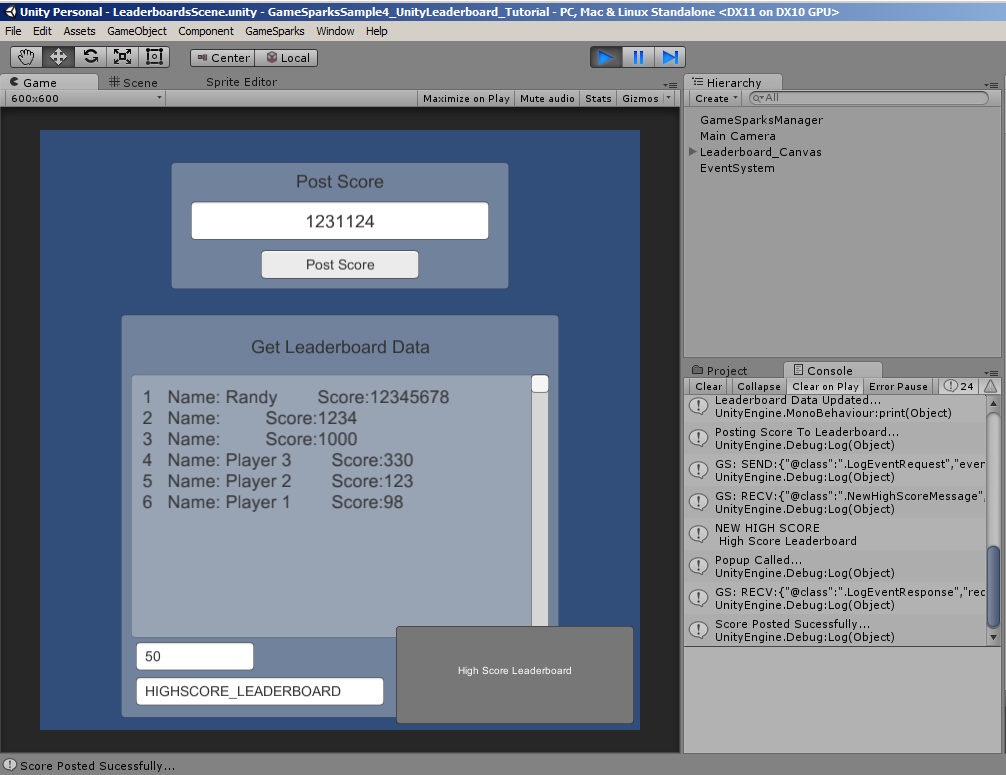 Unity Personal - LeaderboardsScene.unity - GameSparksSample4_UnityLeaderboard_Tutorial - PC, Mac & Linux Standalone <DX11 on DX10 GPU>
File Edit Assets GameObject Component GameSparks Window Help
Center Local
Game Scene Sprite Editor
600x600 Maximize on Play Mute audio Stats Gizmos
Post Score
1231124
Post Score
Get Leaderboard Data
1 Name: Randy Score:12345678
2 Name: Score:1234
3 Name: Score:1000
4 Name: Player 3 Score:330
5 Name: Player 2 Score:123
6 Name: Player 1 Score:98
50
HIGHSCORE_LEADERBOARD
High Score Leaderboard
Hierarchy
Create All
GameSparksManager
Main Camera
Leaderboard_Canvas
EventSystem
Project Console
Clear Collapse Clear on Play Error Pause 24
Leaderboard Data Updated...
UnityEngine.MonoBehaviour:print(Object)
Posting Score To Leaderboard...
UnityEngine.Debug:Log(Object)
GS: SEND:{"@class":".LogEventRequest","ever
UnityEngine.Debug:Log(Object)
GS: RECV:{"@class":".NewHighScoreMessage",
UnityEngine.Debug:Log(Object)
NEW HIGH SCORE
High Score Leaderboard
Popup Called...
UnityEngine.Debug:Log(Object)
GS: RECV:{"@class":".LogEventResponse","rec
UnityEngine.Debug:Log(Object)
Score Posted Sucessfully...
UnityEngine.Debug:Log(Object)
Score Posted Sucessfully...